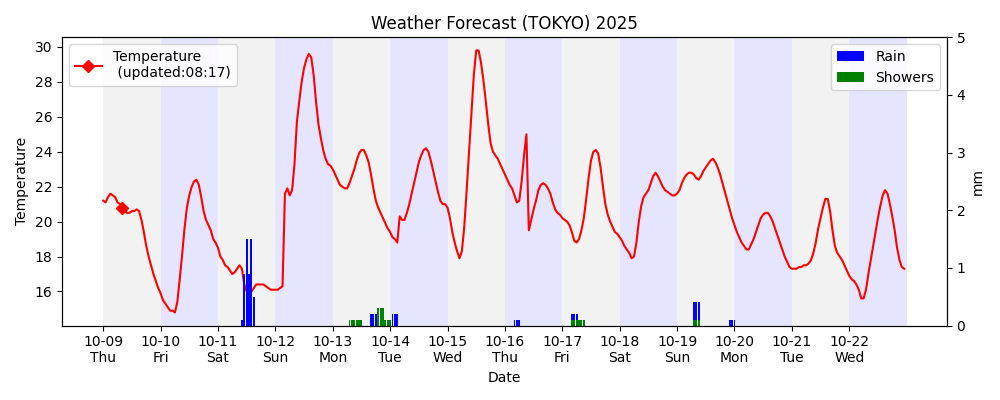 Weather Forecast (TOKYO) 2025
Temperature
(updated:08:17)
Rain
Showers
Temperature
30
28
26
24
22
20
18
16
5
4
3
2
1
0
mm
10-09 10-10 10-11 10-12 10-13 10-14 10-15 10-16 10-17 10-18 10-19 10-20 10-21 10-22
Thu Fri Sat Sun Mon Tue Wed Thu Fri Sat Sun Mon Tue Wed
Date